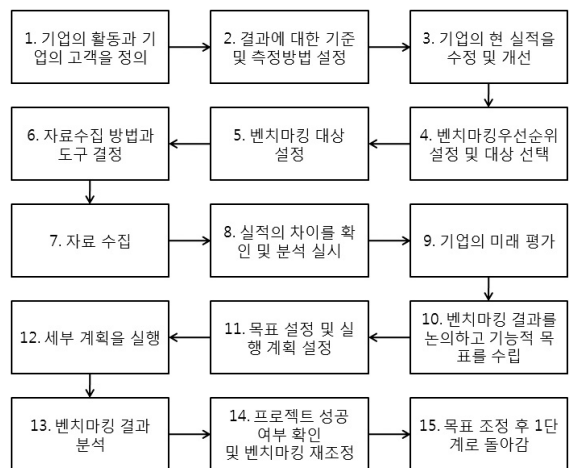 1. 기업의 활동과 기
업의 고객을 정의
2. 결과에 대한 기준
및 측정방법 설정
3. 기업의 현 실적을
수정 및 개선
4. 벤치마킹우선순위
설정 및 대상 선택
5. 벤치마킹 대상
설정
6. 자료수집 방법과
도구 결정
7. 자료 수집
8. 실적의 차이를 확
인 및 분석 실시
9. 기업의 미래 평가
10. 벤치마킹 결과를
논의하고 기능적 목
표를 수립
11. 목표 설정 및 실
행 계획 설정
12. 세부 계획을 실행
13. 벤치마킹 결과
분석
14. 프로젝트 성공
여부 확인
및 벤치마킹 재조정
15. 목표 조정 후 1단
계로 돌아감